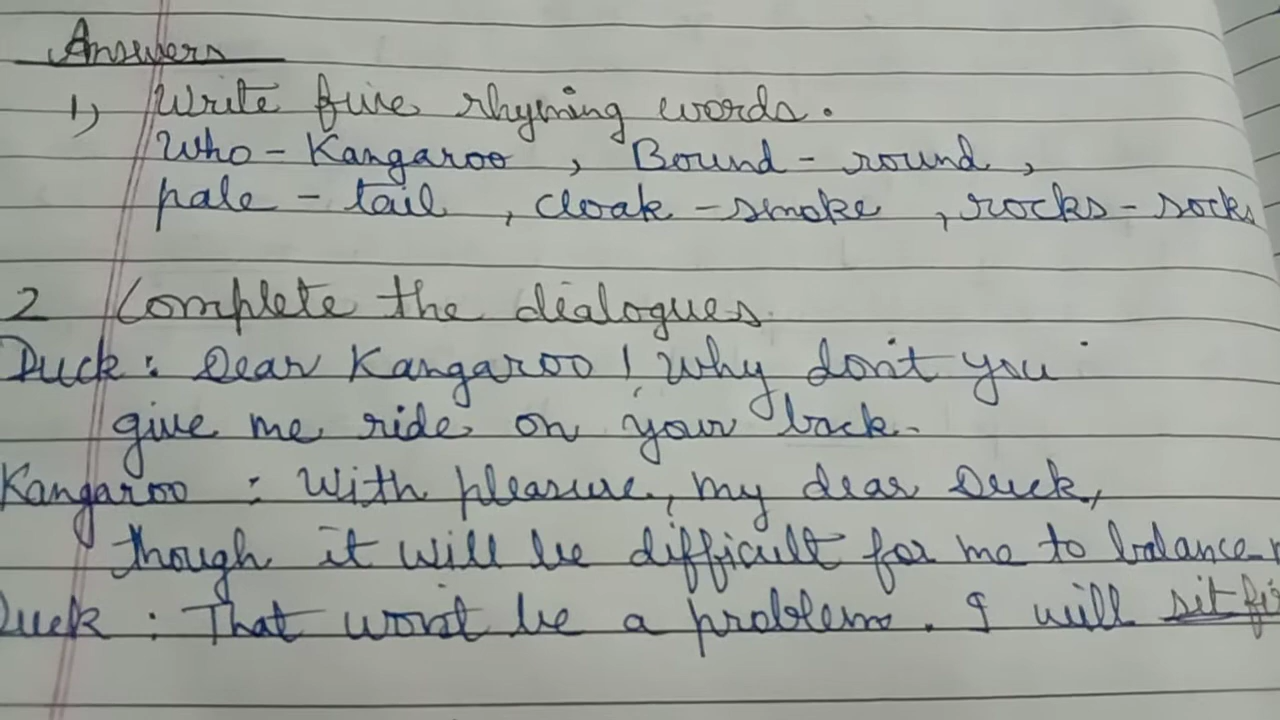 Answers
1) Write five rhyming words.
Who - Kangaroo, Bound - round,
pale - tail, cloak - smoke, rocks - socks
2 Complete the dialogues.
Duck : Dear Kangaroo! Why don't you
give me ride on your back.
Kangaroo : With pleasure, my dear Duck,
though it will be difficult for me to balance
Duck : That won't be a problem. I will sit